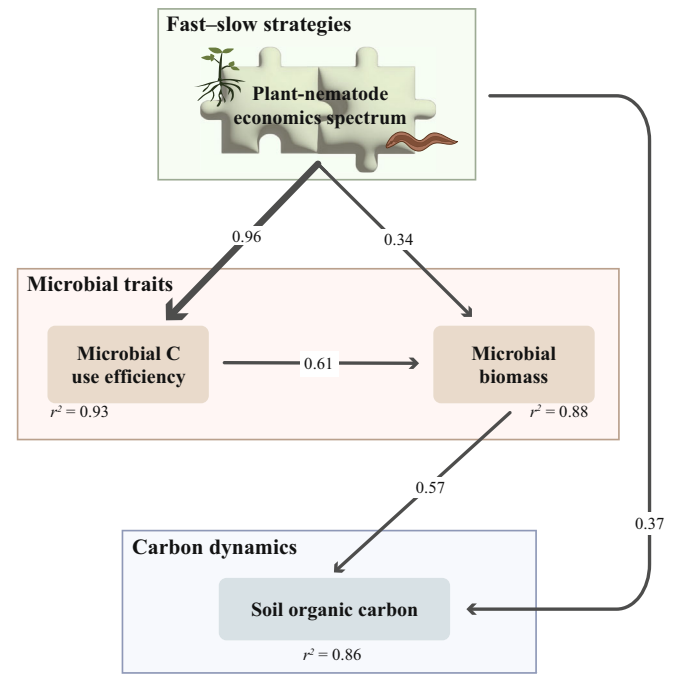 Fast–slow strategies
Plant-nematode
economics spectrum
0.96
0.34
Microbial traits
Microbial C
use efficiency
0.61
Microbial
biomass
r² = 0.93
r² = 0.88
0.57
0.37
Carbon dynamics
Soil organic carbon
r² = 0.86